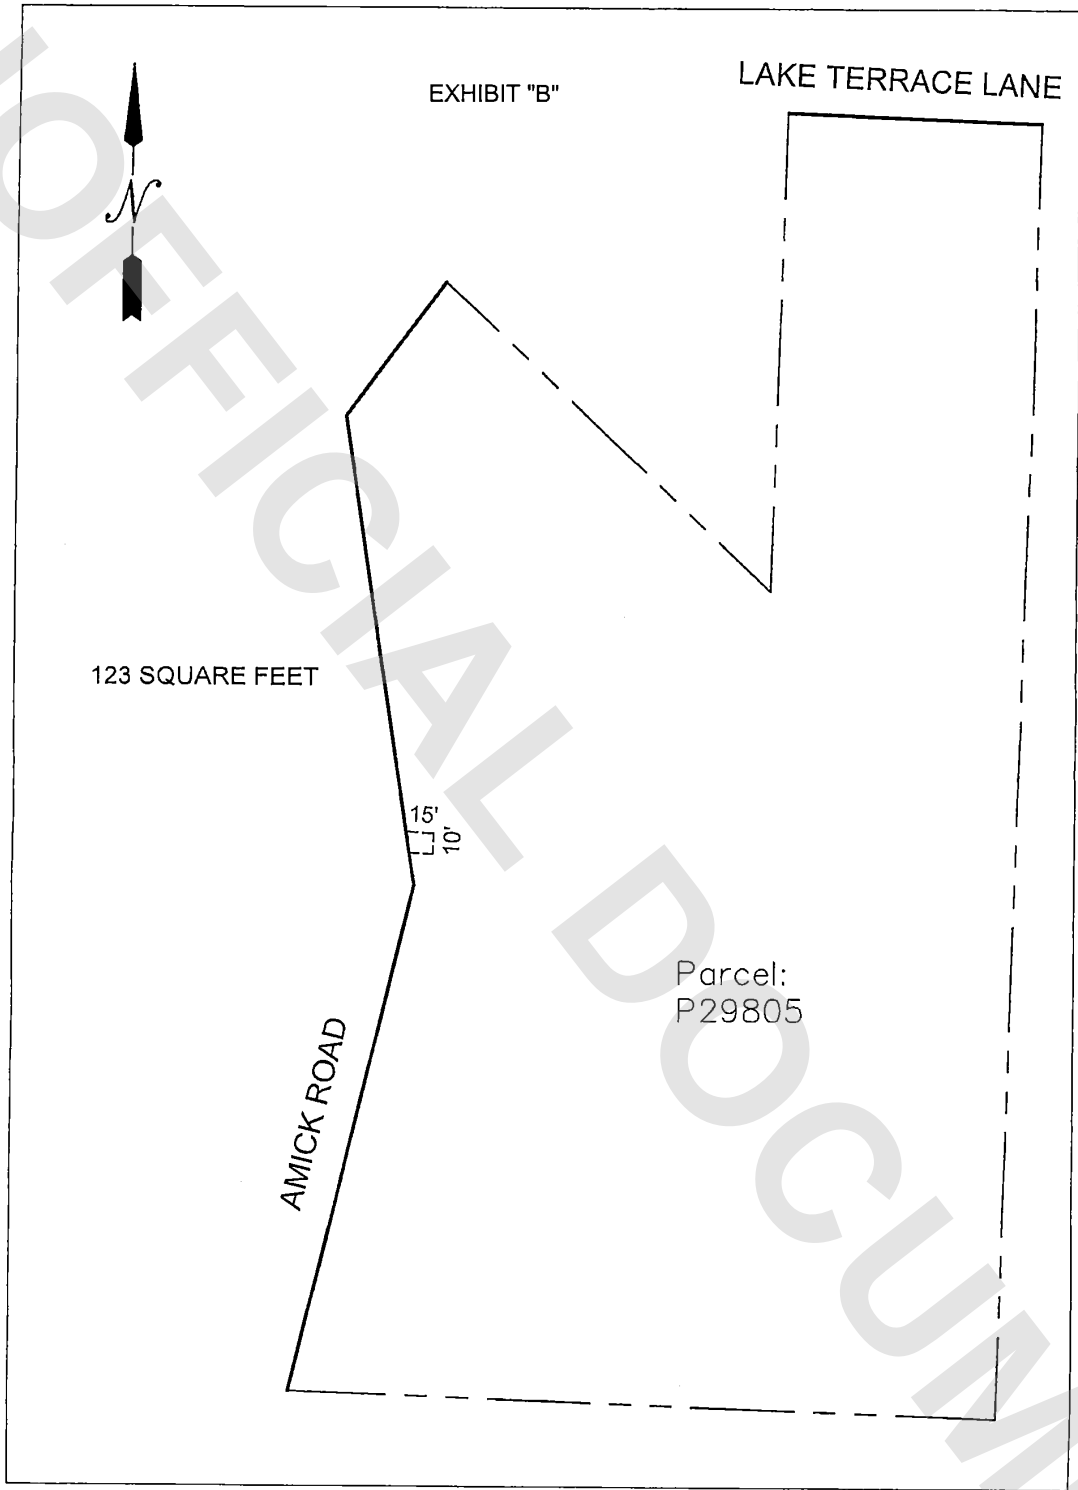 EXHIBIT "B"
LAKE TERRACE LANE
N
123 SQUARE FEET
15'
10'
Parcel:
P29805
AMICK ROAD
OFFICIAL DOCUM